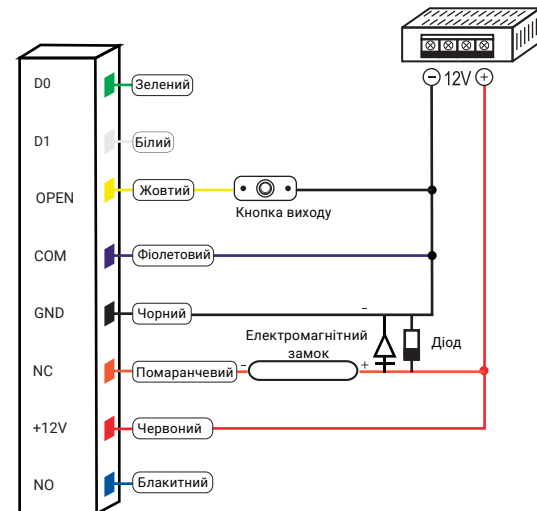 12V
D0
Зелений
D1
Білий
OPEN
Жовтий
Кнопка виходу
COM
Фіолетовий
GND
Чорний
Електромагнітний
замок
Діод
NC
Помаранчевий
+12V
Червоний
NO
Блакитний